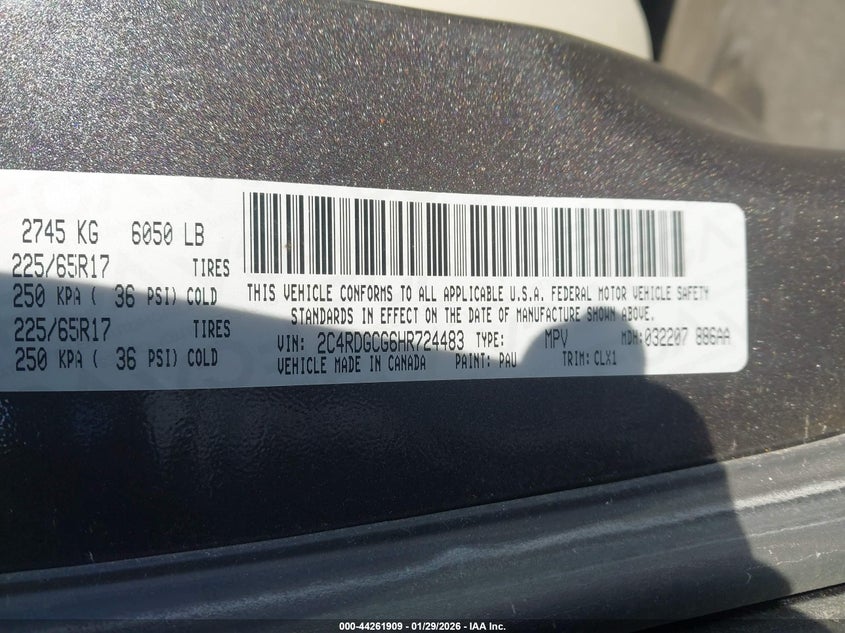 2745 KG 6050 LB
225/65R17 TIRES
250 KPA ( 36 PSI) COLD
225/65R17 TIRES
250 KPA ( 36 PSI) COLD
THIS VEHICLE CONFORMS TO ALL APPLICABLE U.S.A. FEDERAL MOTOR VEHICLE SAFETY
STANDARDS IN EFFECT ON THE DATE OF MANUFACTURE SHOWN ABOVE.
VIN: 2C4RDGCG6HR724483 TYPE: MPV MDH:032207 886AA
VEHICLE MADE IN CANADA PAINT: PAU TRIM: CLX1
000-44261909 - 01/29/2026 - IAA Inc.